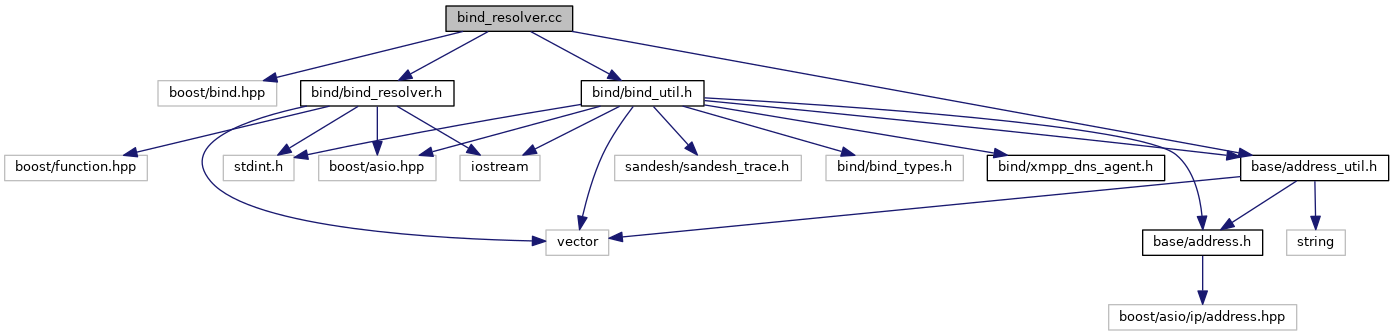 bind_resolver.cc
boost/bind.hpp
bind/bind_resolver.h
bind/bind_util.h
boost/function.hpp
stdint.h
boost/asio.hpp
iostream
sandesh/sandesh_trace.h
bind/bind_types.h
bind/xmpp_dns_agent.h
base/address_util.h
vector
base/address.h
string
boost/asio/ip/address.hpp